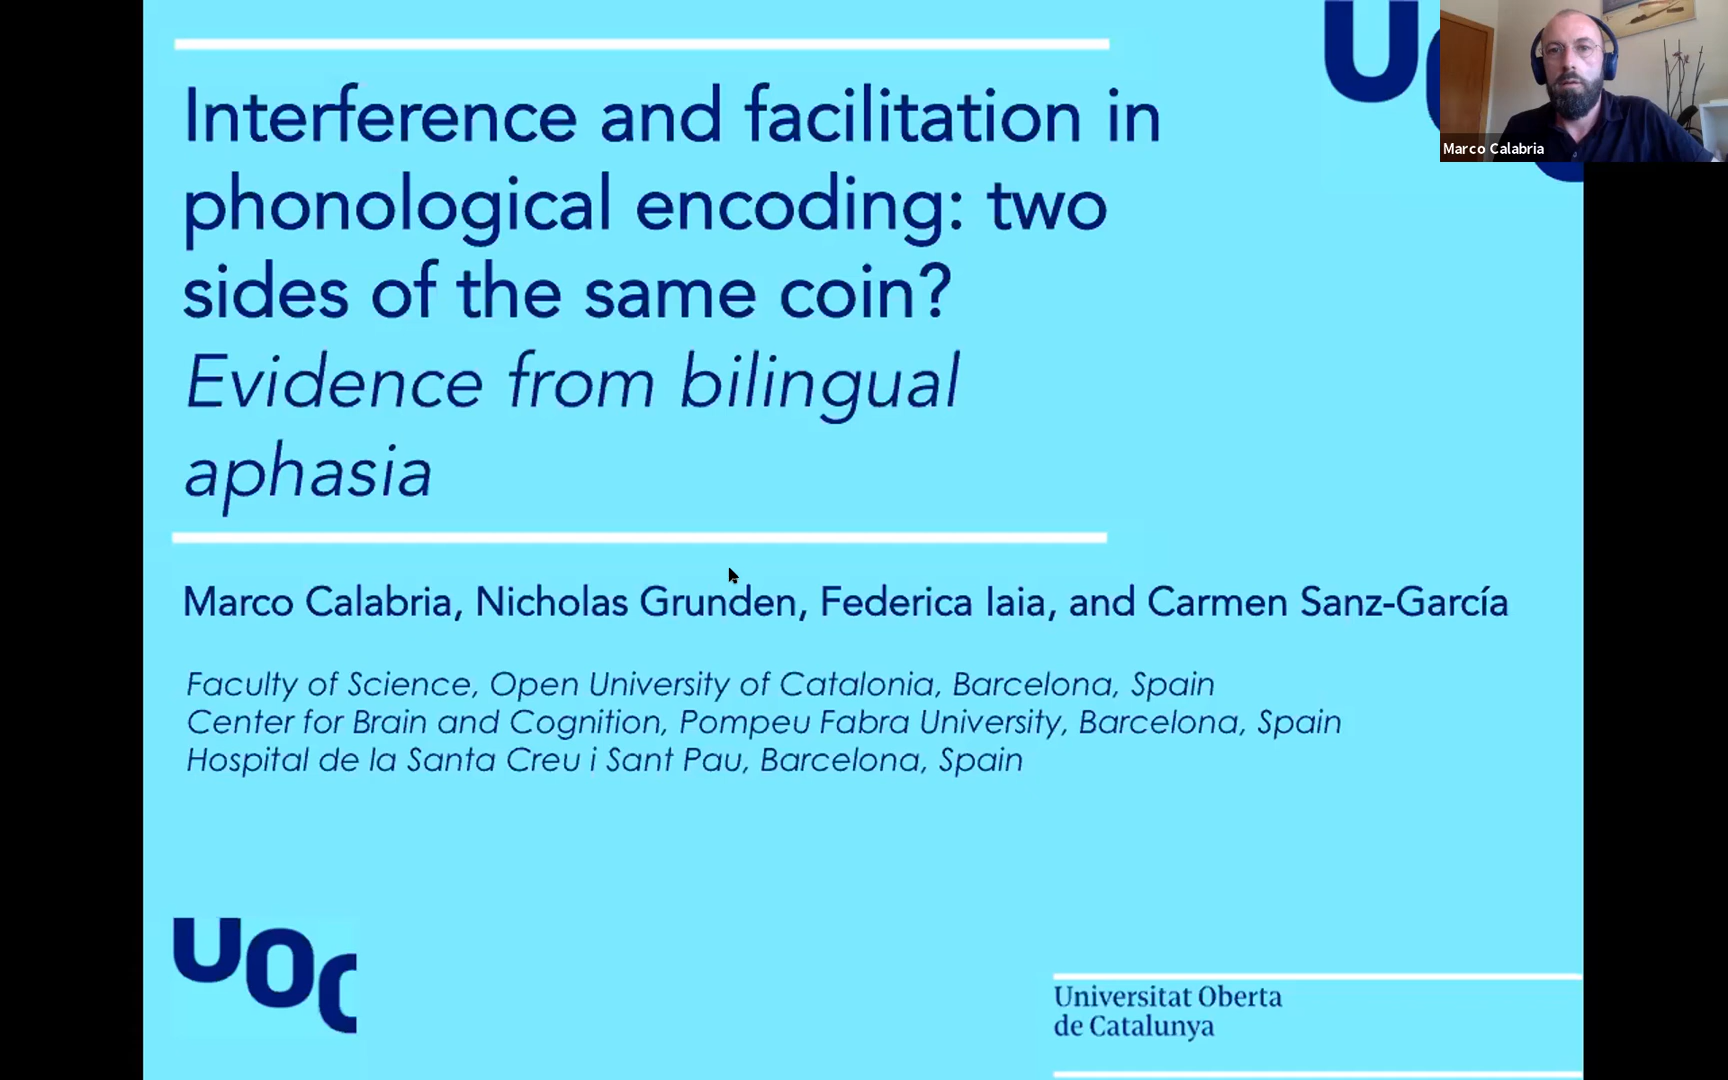 Interference and facilitation in
phonological encoding: two
sides of the same coin?
Evidence from bilingual
aphasia
Marco Calabria, Nicholas Grunden, Federica Iaia, and Carmen Sanz-García
Faculty of Science, Open University of Catalonia, Barcelona, Spain
Center for Brain and Cognition, Pompeu Fabra University, Barcelona, Spain
Hospital de la Santa Creu i Sant Pau, Barcelona, Spain
UOC
Universitat Oberta
de Catalunya
Marco Calabria